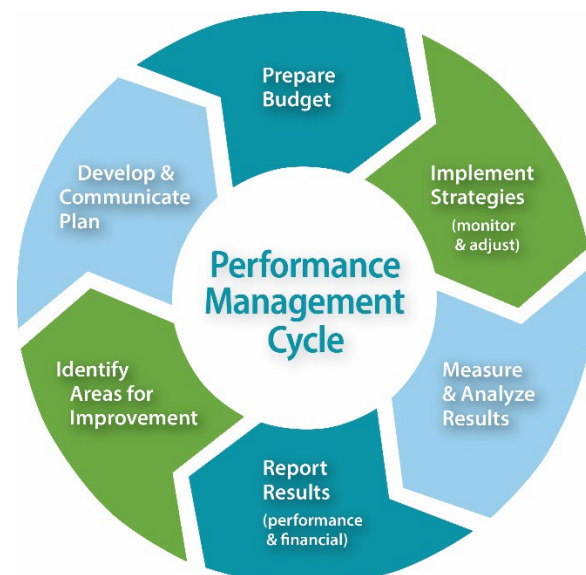 Prepare
Budget
Implement
Strategies
(monitor
& adjust)
Measure
& Analyze
Results
Report
Results
(performance
& financial)
Identify
Areas for
Improvement
Develop &
Communicate
Plan
Performance
Management
Cycle